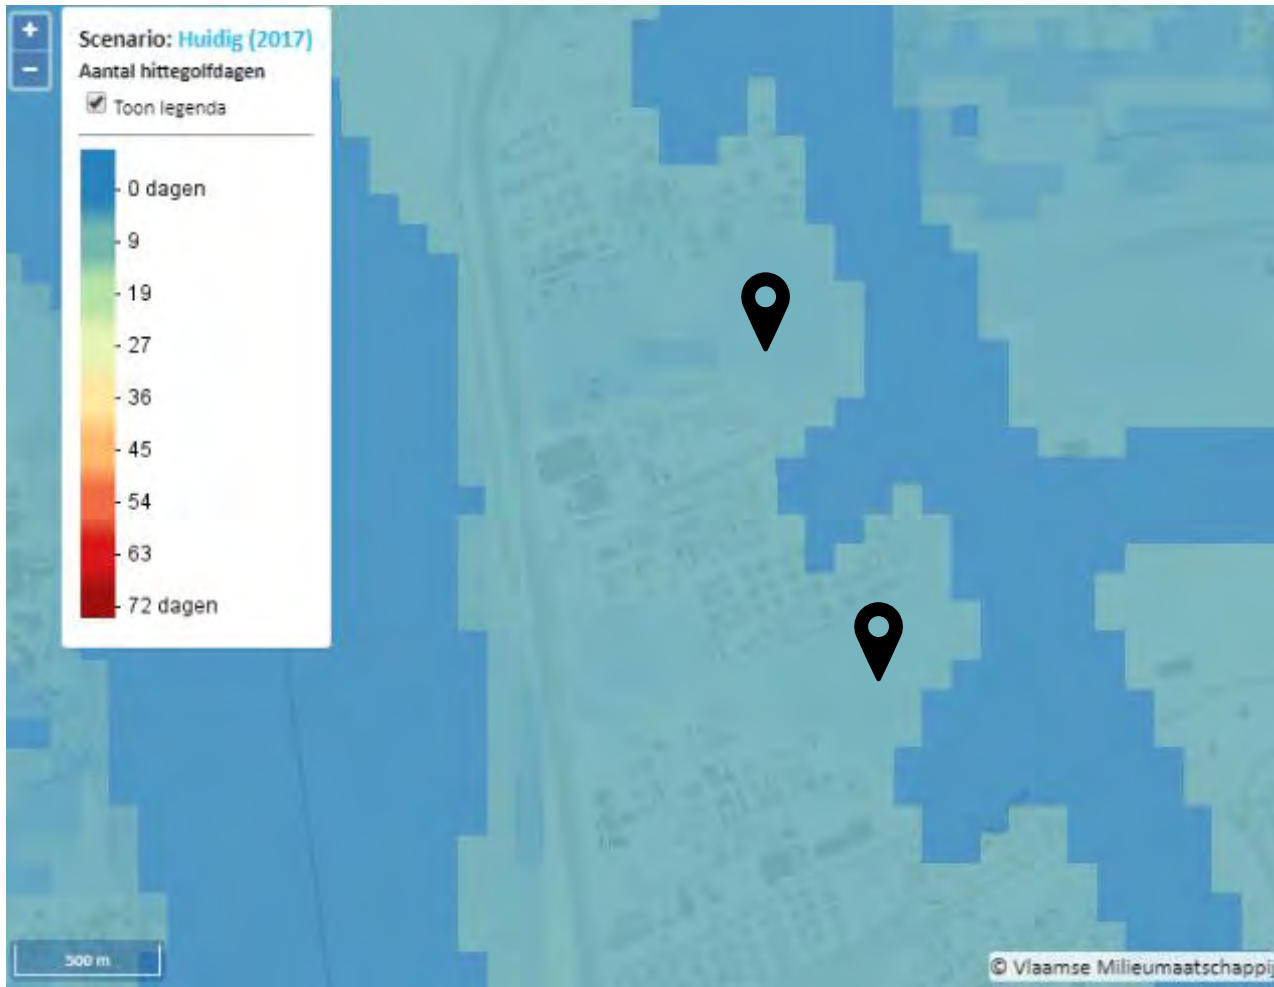 +
−
Scenario: Huidig (2017)
Aantal hittegolfdagen
Toon legenda
0 dagen
9
19
27
36
45
54
63
72 dagen
500 m
© Vlaamse Milieumaatschappij